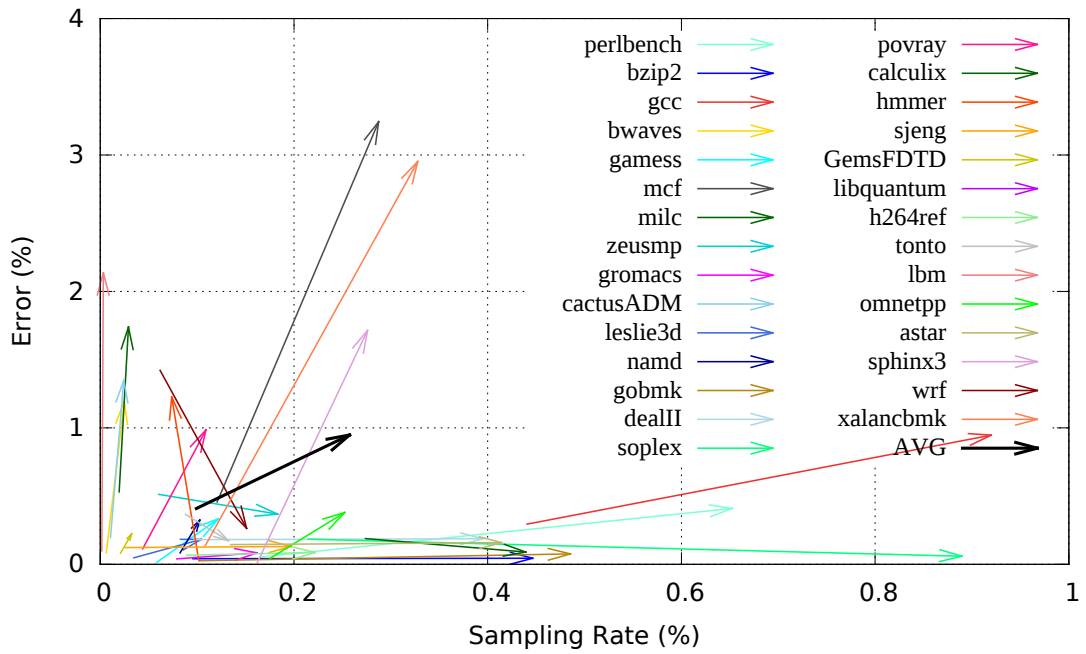 4
3
2
1
0
Error (%)
0
0.2
0.4
0.6
0.8
1
Sampling Rate (%)
perlbench
bzip2
gcc
bwaves
gamess
mcf
milc
zeusmp
gromacs
cactusADM
leslie3d
namd
gobmk
dealII
soplex
povray
calculix
hmmer
sjeng
GemsFDTD
libquantum
h264ref
tonto
lbm
omnetpp
astar
sphinx3
wrf
xalancbmk
AVG